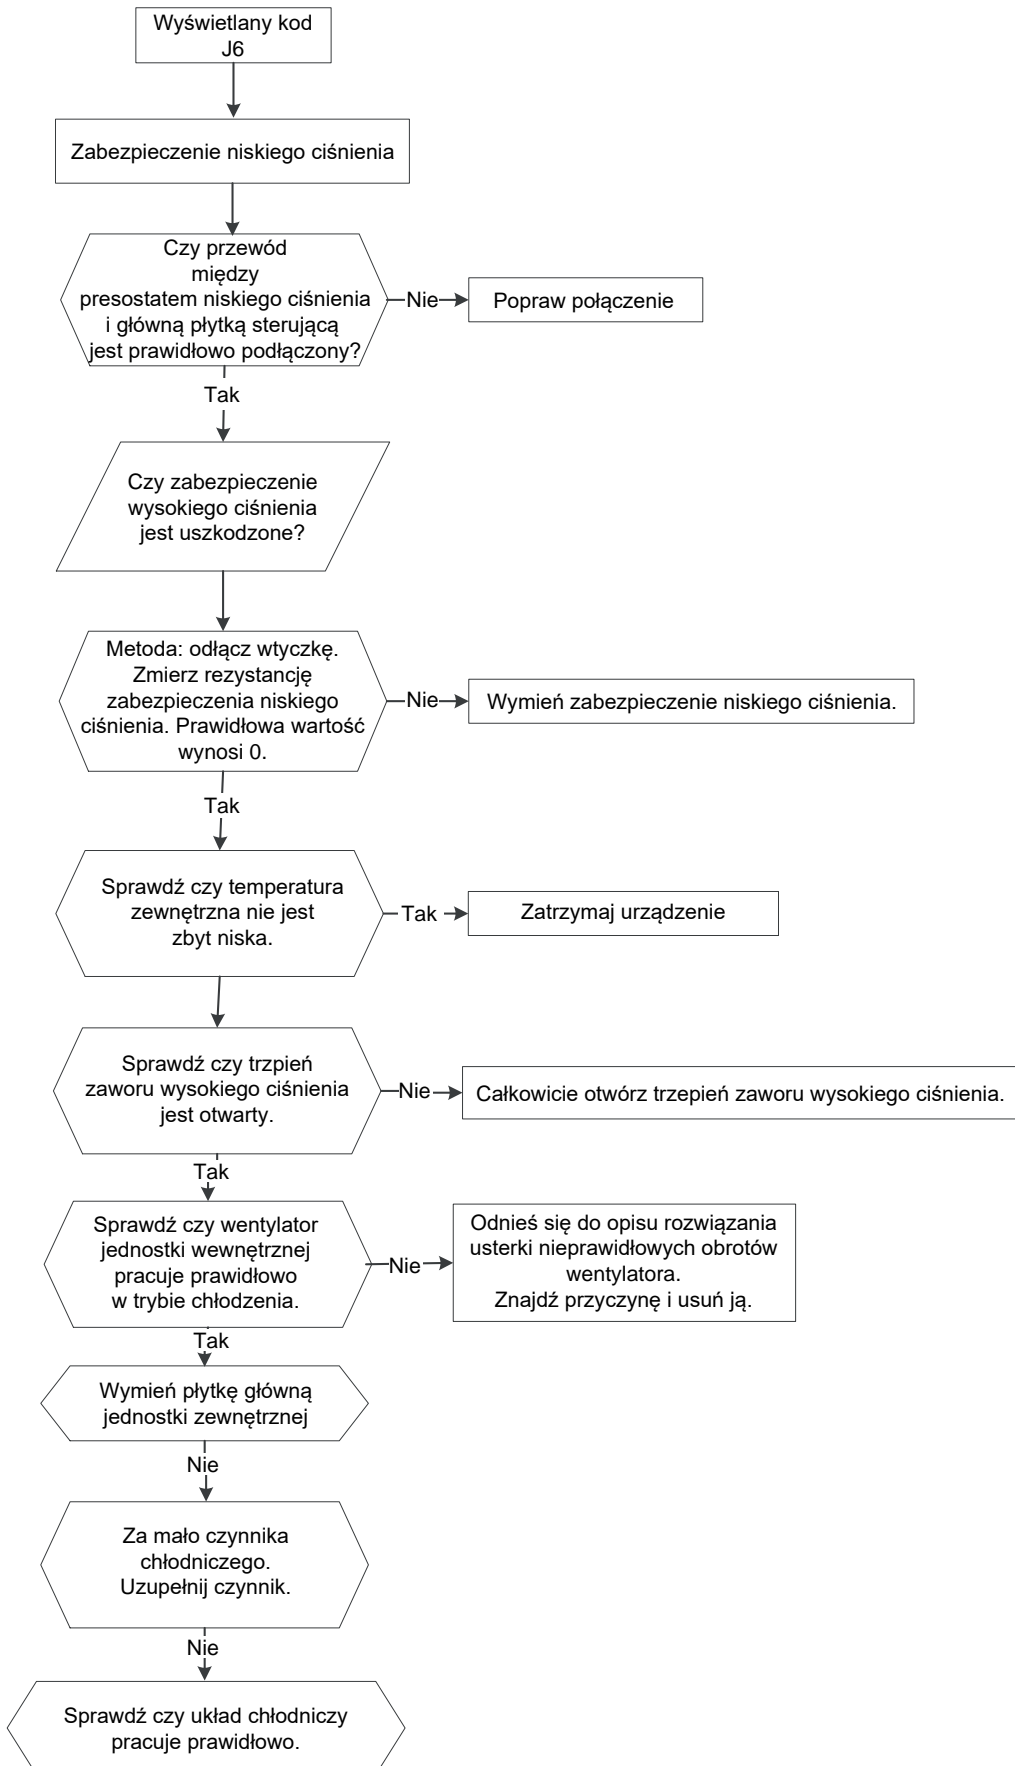 Wyświetlany kod
J6
Zabezpieczenie niskiego ciśnienia
Czy przewód
między
presostatem niskiego ciśnienia
i główną płytką sterującą
jest prawidłowo podłączony?
Nie
Popraw połączenie
Tak
Czy zabezpieczenie
wysokiego ciśnienia
jest uszkodzone?
Metoda: odłącz wtyczkę.
Zmierz rezystancję
zabezpieczenia niskiego
ciśnienia. Prawidłowa wartość
wynosi 0.
Nie
Wymień zabezpieczenie niskiego ciśnienia.
Tak
Sprawdź czy temperatura
zewnętrzna nie jest
zbyt niska.
Tak
Zatrzymaj urządzenie
Sprawdź czy trzpień
zaworu wysokiego ciśnienia
jest otwarty.
Nie
Całkowicie otwórz trzepień zaworu wysokiego ciśnienia.
Tak
Sprawdź czy wentylator
jednostki wewnętrznej
pracuje prawidłowo
w trybie chłodzenia.
Nie
Odnieś się do opisu rozwiązania
usterki nieprawidłowych obrotów
wentylatora.
Znajdź przyczynę i usuń ją.
Tak
Wymień płytkę główną
jednostki zewnętrznej
Nie
Za mało czynnika
chłodniczego.
Uzupełnij czynnik.
Nie
Sprawdź czy układ chłodniczy
pracuje prawidłowo.